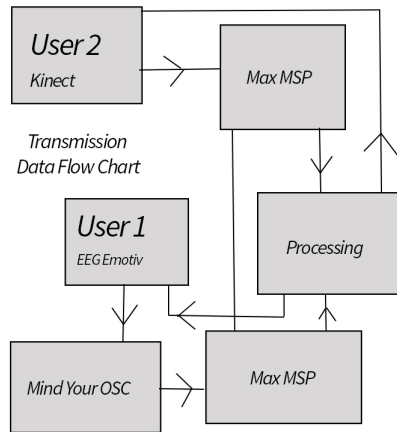 User 2
Kinect
Max MSP
Transmission
Data Flow Chart
User 1
EEG Emotiv
Processing
Mind Your OSC
Max MSP